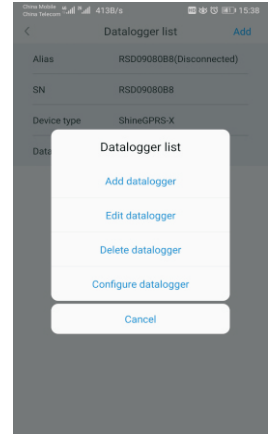 China Mobile
China Telecom 413B/s 15:38
Datalogger list Add
Alias RSD09080B8(Disconnected)
SN RSD09080B8
Device type ShineGPRS-X
Data
Datalogger list
Add datalogger
Edit datalogger
Delete datalogger
Configure datalogger
Cancel